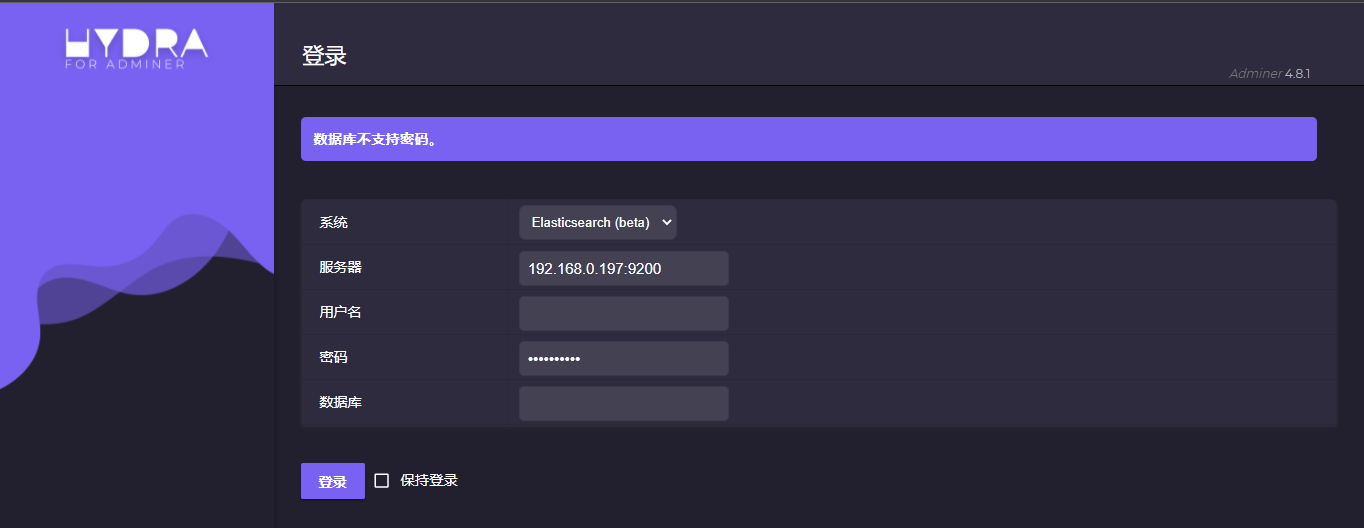 HYDRA
FOR ADMINER
登录
Adminer 4.8.1
数据库不支持密码。
系统 Elasticsearch (beta)
服务器 192.168.0.197:9200
用户名
密码 ••••••••••
数据库
登录 保持登录